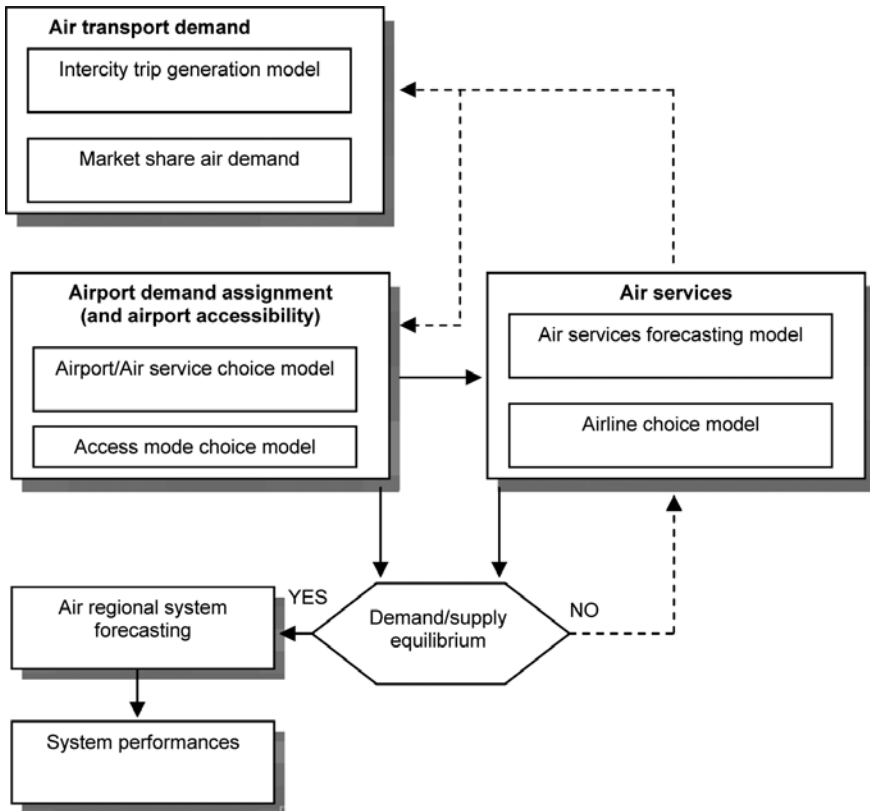 Air transport demand
Intercity trip generation model
Market share air demand
Airport demand assignment
(and airport accessibility)
Airport/Air service choice model
Access mode choice model
Air services
Air services forecasting model
Airline choice model
YES
Demand/supply
equilibrium
NO
Air regional system
forecasting
System performances